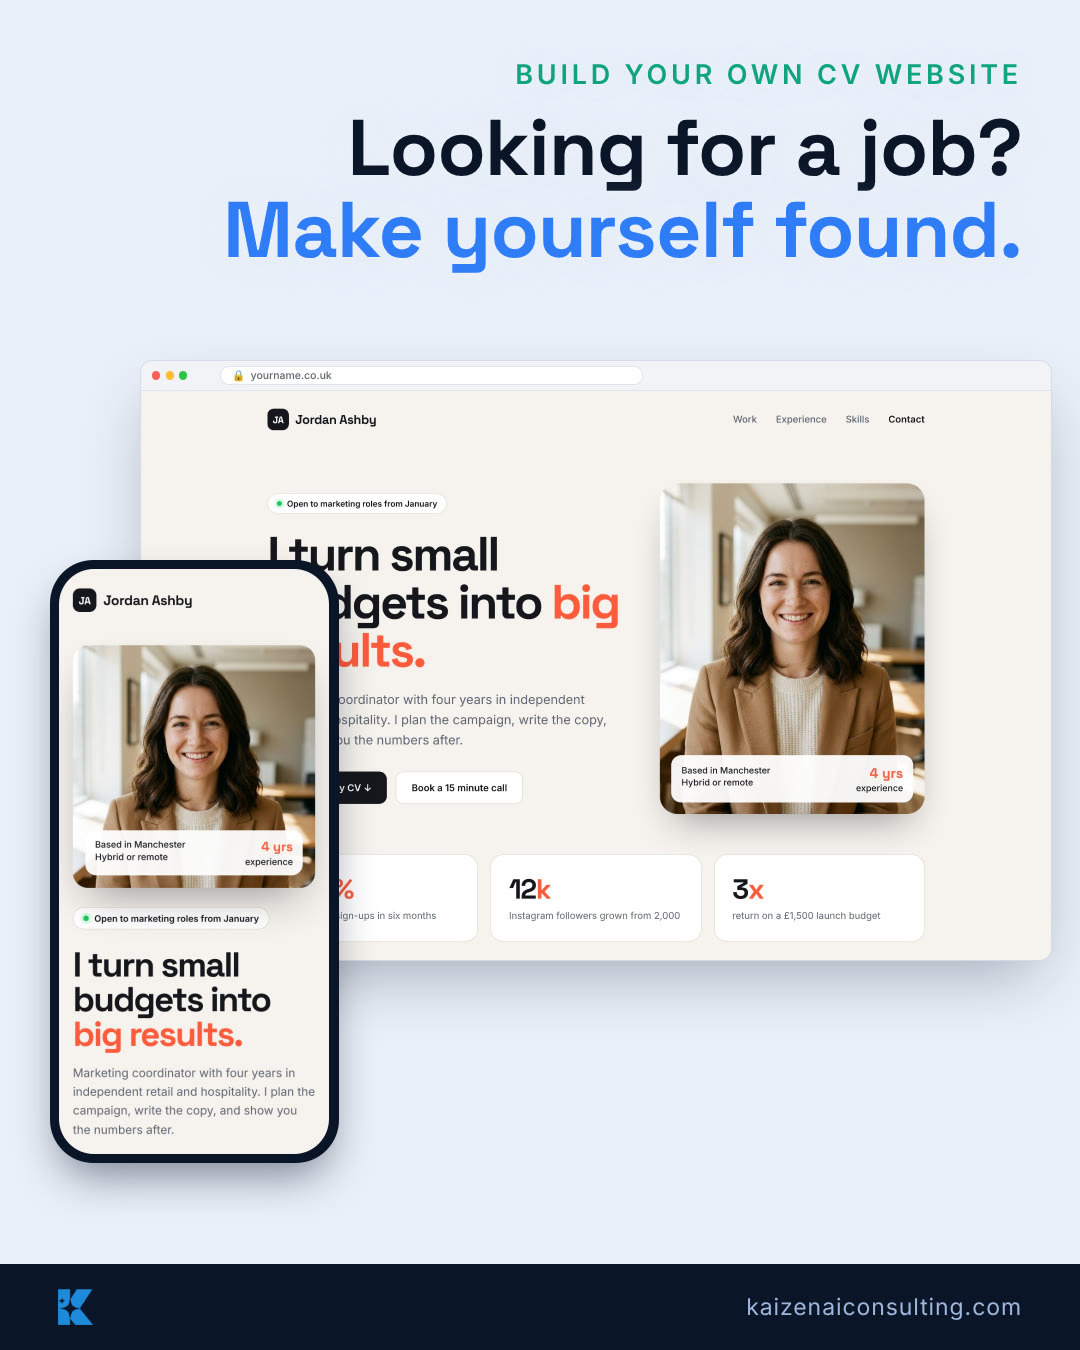 BUILD YOUR OWN CV WEBSITE
Looking for a job?
Make yourself found.
yourname.co.uk
JA Jordan Ashby
Work Experience Skills Contact
Open to marketing roles from January
I turn small
dgets into big
ults.
oordinator with four years in independent
ospitality. I plan the campaign, write the copy,
ou the numbers after.
y CV ↓
Book a 15 minute call
Based in Manchester
Hybrid or remote
4 yrs
experience
%
ign-ups in six months
12k
Instagram followers grown from 2,000
3x
return on a £1,500 launch budget
JA Jordan Ashby
Based in Manchester
Hybrid or remote
4 yrs
experience
Open to marketing roles from January
I turn small
budgets into
big results.
Marketing coordinator with four years in
independent retail and hospitality. I plan the
campaign, write the copy, and show you
the numbers after.
K
kaizenaiconsulting.com